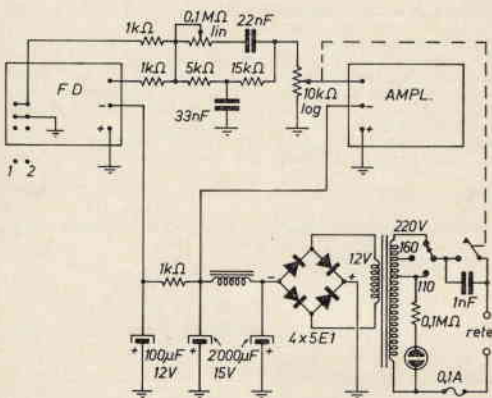 0,1MΩ
lin
22nF
1kΩ
1kΩ
5kΩ
15kΩ
10kΩ
log
33nF
F D
−
+
AMPL.
−
+
1 2
220V
160
110
12V
1kΩ
−
+
4x5E1
1nF
0,1MΩ
rete
0,1A
+
100µF
12V
+
2000µF
15V
+